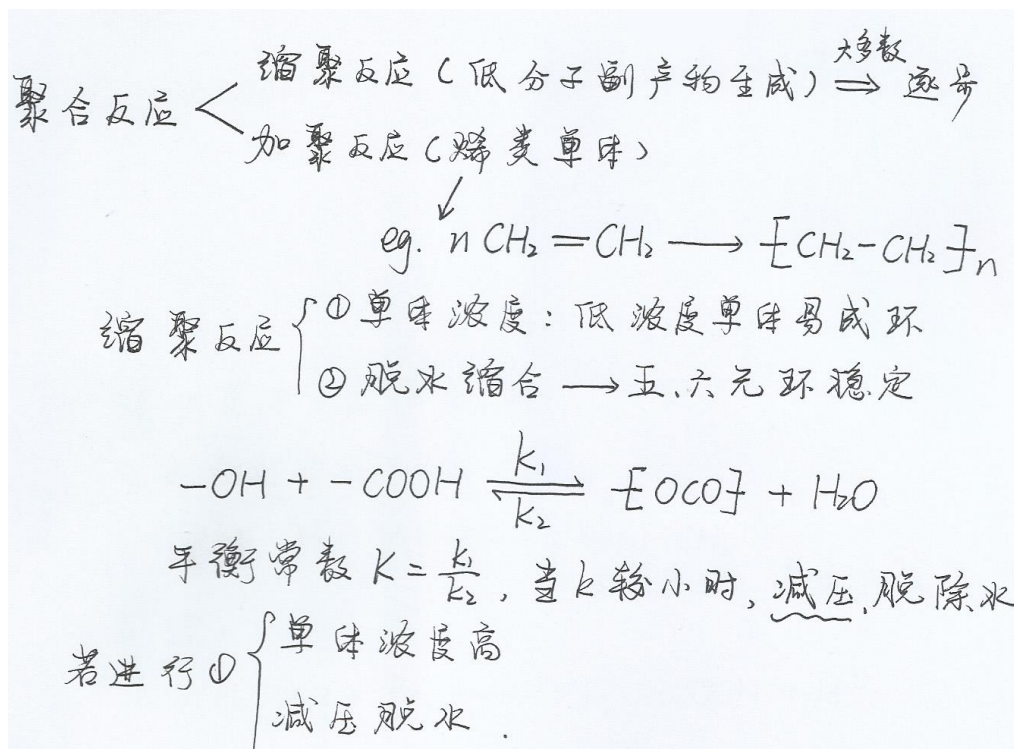 聚合反应
缩聚反应(低分子副产物生成) 大多数⇒ 逐步
加聚反应(烯类单体)
eg. nCH₂=CH₂ → -[CH₂-CH₂]-n
缩聚反应
①单体浓度:低浓度单体易成环
②脱水缩合 → 五、六元环稳定
-OH + -COOH k₁ ⇌ k₂ -[OCO]- + H₂O
平衡常数 K = k₁/k₂, 当k较小时, 减压, 脱除水
若进行①
单体浓度高
减压脱水.